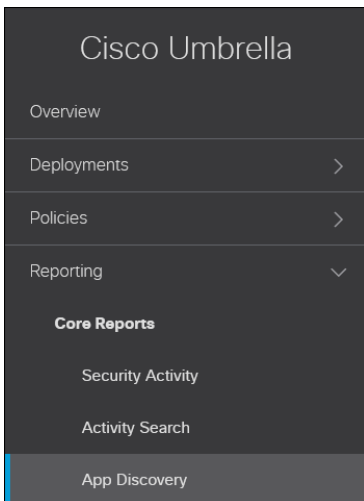 Cisco Umbrella
Overview
Deployments
Policies
Reporting
Core Reports
Security Activity
Activity Search
App Discovery